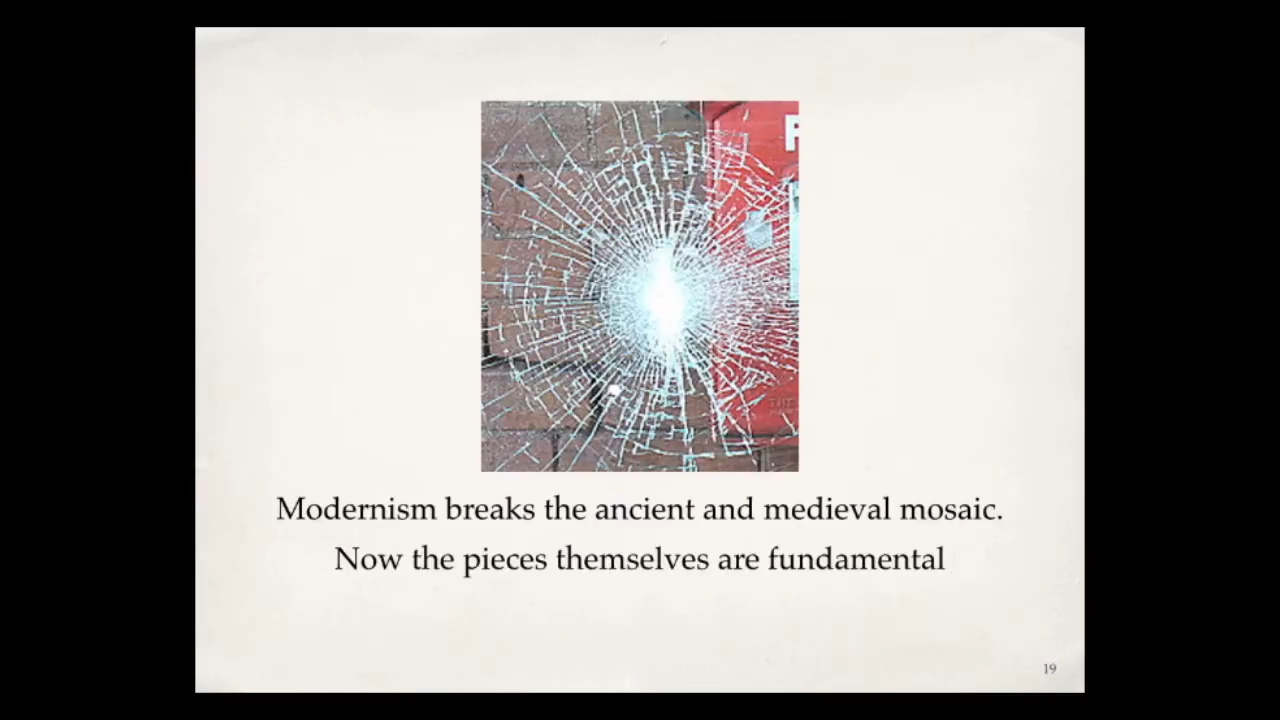 Modernism breaks the ancient and medieval mosaic.
Now the pieces themselves are fundamental
19